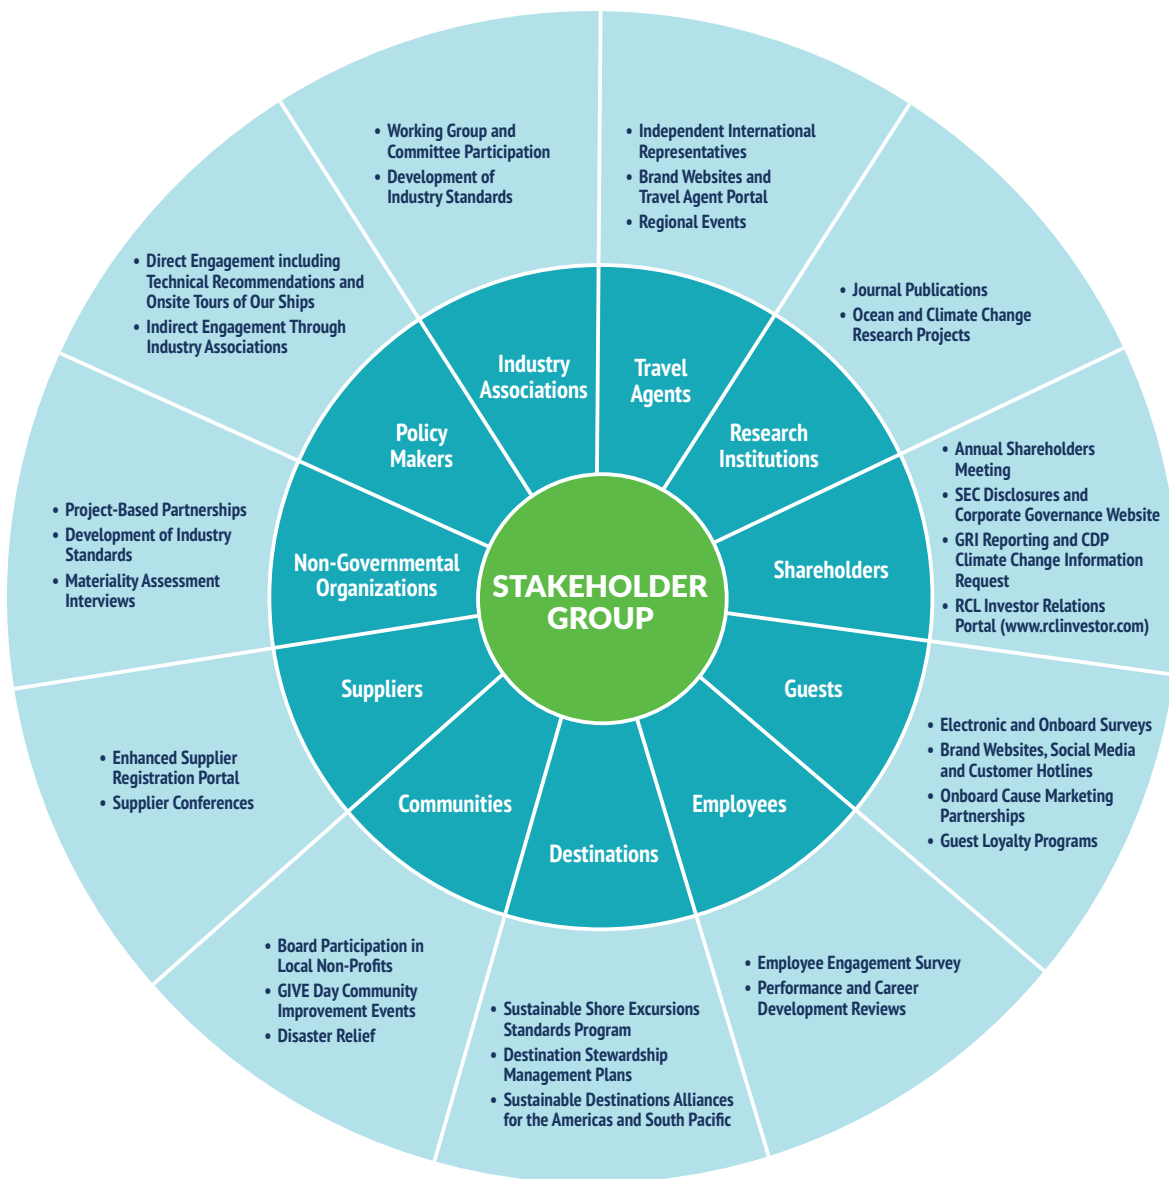 • Working Group and
Committee Participation
• Development of
Industry Standards
• Independent International
Representatives
• Brand Websites and
Travel Agent Portal
• Regional Events
• Journal Publications
• Ocean and Climate Change
Research Projects
• Annual Shareholders
Meeting
• SEC Disclosures and
Corporate Governance Website
• GRI Reporting and CDP
Climate Change Information
Request
• RCL Investor Relations
Portal (www.rclinvestor.com)
• Electronic and Onboard Surveys
• Brand Websites, Social Media
and Customer Hotlines
• Onboard Cause Marketing
Partnerships
• Guest Loyalty Programs
• Employee Engagement Survey
• Performance and Career
Development Reviews
• Sustainable Shore Excursions
Standards Program
• Destination Stewardship
Management Plans
• Sustainable Destinations Alliances
for the Americas and South Pacific
• Board Participation in
Local Non-Profits
• GIVE Day Community
Improvement Events
• Disaster Relief
• Enhanced Supplier
Registration Portal
• Supplier Conferences
• Project-Based Partnerships
• Development of Industry
Standards
• Materiality Assessment
Interviews
• Direct Engagement including
Technical Recommendations and
Onsite Tours of Our Ships
• Indirect Engagement Through
Industry Associations
Industry
Associations
Travel
Agents
Research
Institutions
Shareholders
Guests
Employees
Destinations
Communities
Suppliers
Non-Governmental
Organizations
Policy
Makers
STAKEHOLDER
GROUP